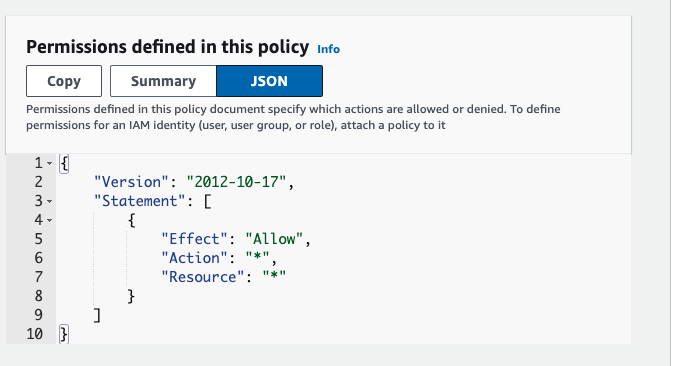 Permissions defined in this policy Info
Copy Summary JSON
Permissions defined in this policy document specify which actions are allowed or denied. To define
permissions for an IAM identity (user, user group, or role), attach a policy to it
1 {
2 "Version": "2012-10-17",
3 "Statement": [
4 {
5 "Effect": "Allow",
6 "Action": "*",
7 "Resource": "*"
8 }
9 ]
10 }